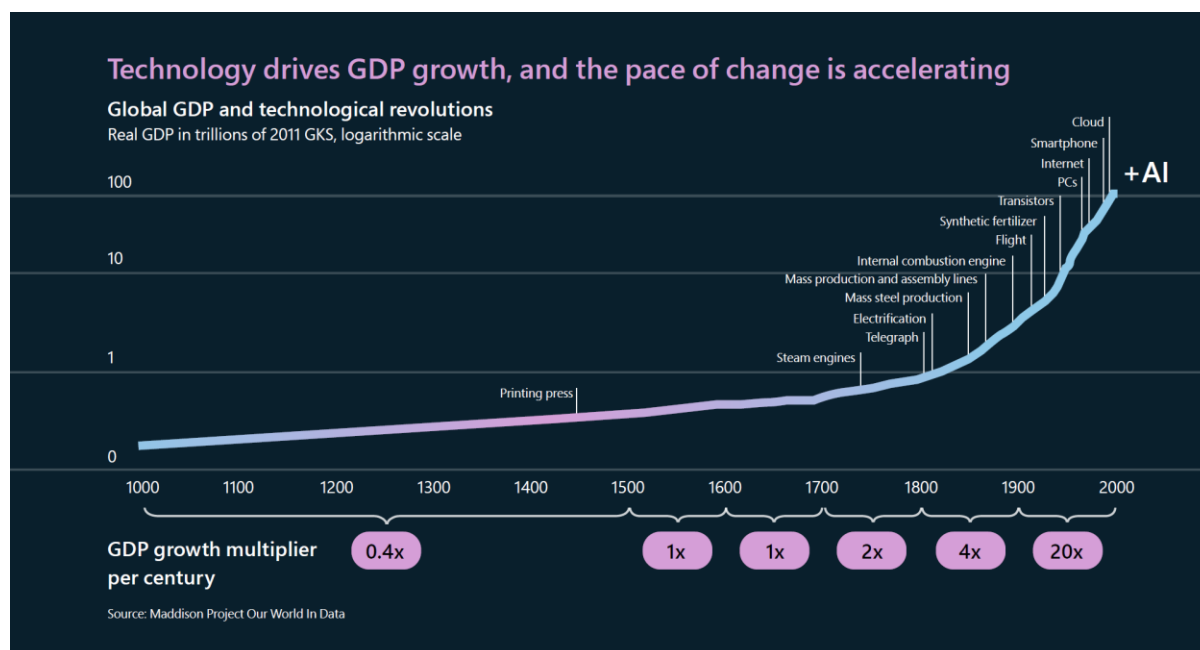 Technology drives GDP growth, and the pace of change is accelerating
Global GDP and technological revolutions
Real GDP in trillions of 2011 GKS, logarithmic scale
Cloud
Smartphone
Internet
+AI
PCs
100
Transistors
Synthetic fertilizer
Flight
10
Internal combustion engine
Mass production and assembly lines
Mass steel production
Electrification
Telegraph
1
Steam engines
Printing press
0
1000 1100 1200 1300 1400 1500 1600 1700 1800 1900 2000
GDP growth multiplier
per century
0.4x 1x 1x 2x 4x 20x
Source: Maddison Project Our World In Data